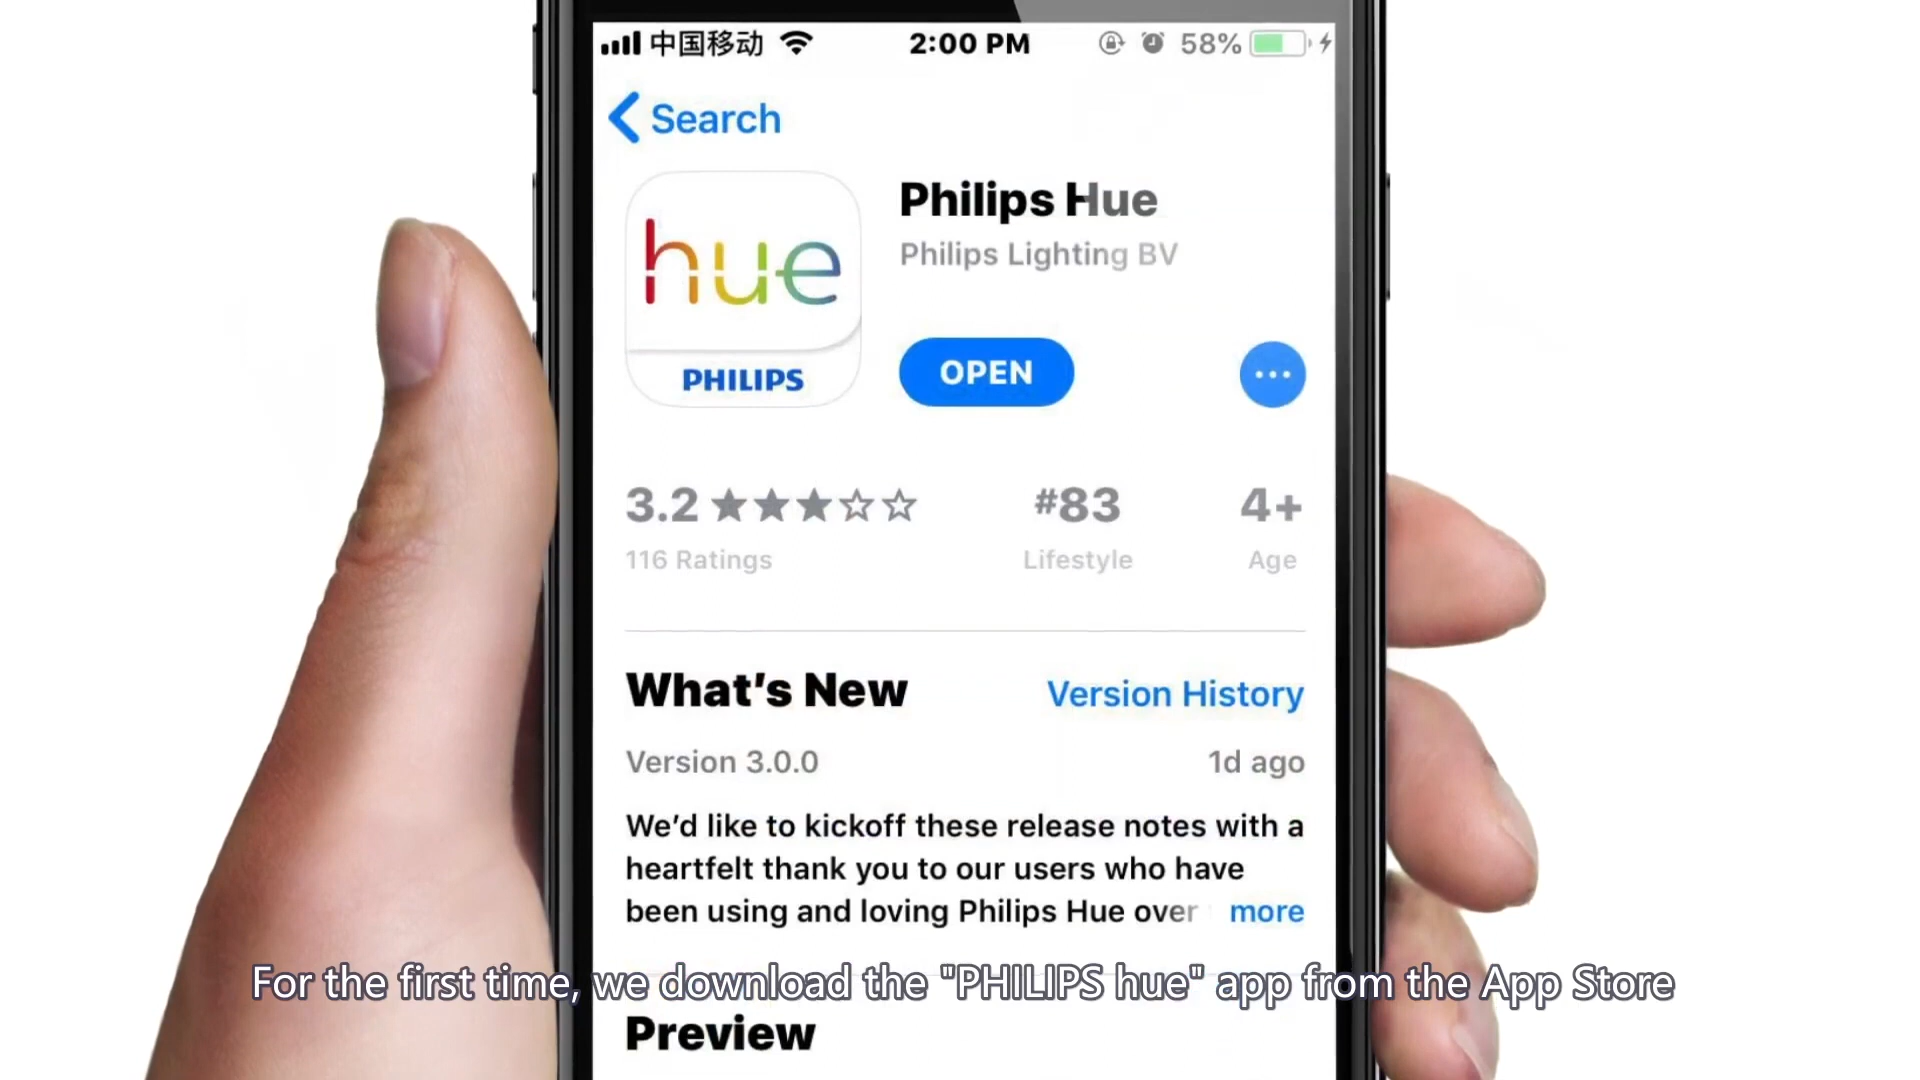 中国移动
2:00 PM
58%
Search
hue
PHILIPS
Philips Hue
Philips Lighting BV
OPEN
3.2
#83
4+
116 Ratings
Lifestyle
Age
What's New
Version History
Version 3.0.0
1d ago
We'd like to kickoff these release notes with a
heartfelt thank you to our users who have
been using and loving Philips Hue over
more
For the first time, we download the "PHILIPS hue" app from the App Store
Preview